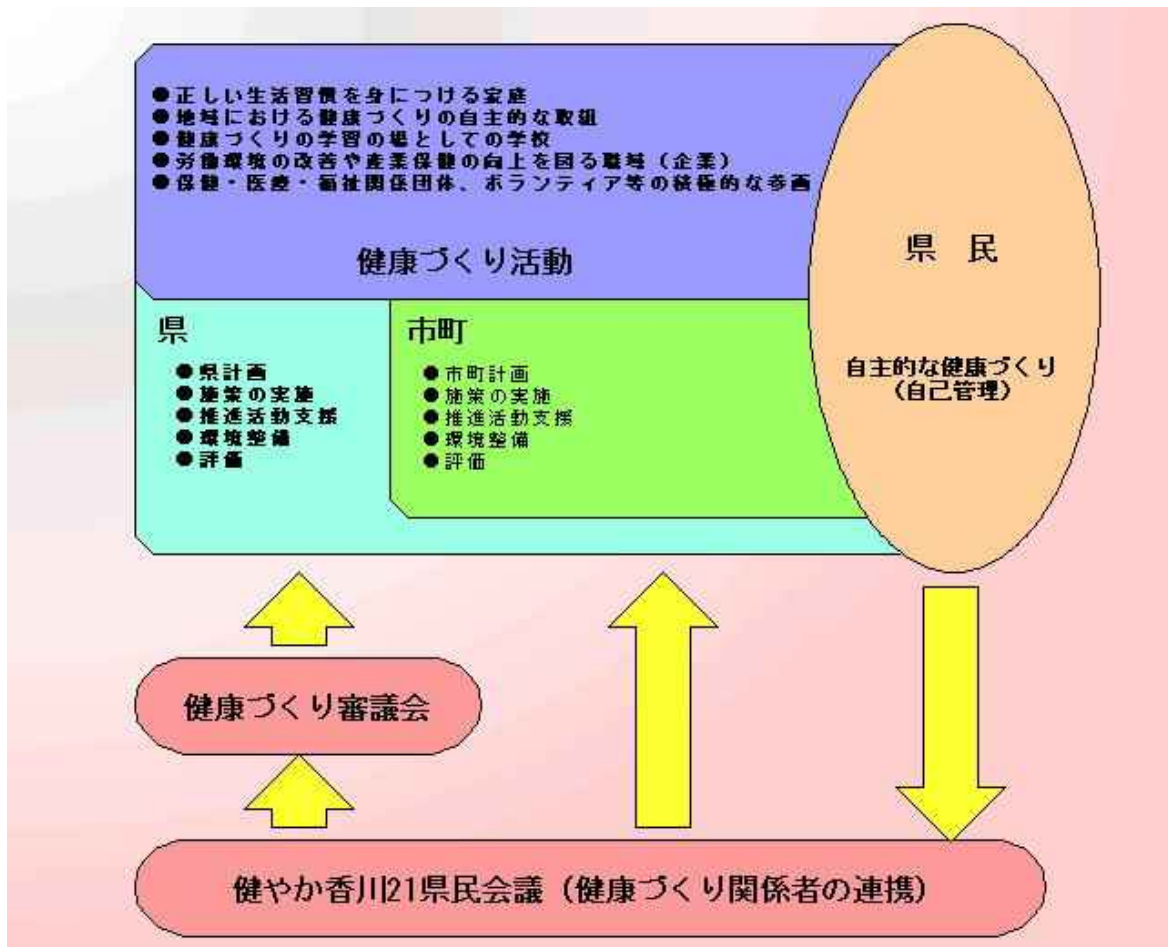 ●正しい生活習慣を身につける家庭
●地域における健康づくりの自主的な取組
●健康づくりの学習の場としての学校
●労働環境の改善や産業保健の向上を図る職域（企業）
●保健・医療・福祉関係団体、ボランティア等の積極的な参画
健康づくり活動
県　民
自主的な健康づくり
（自己管理）
県
●県計画
●施策の実施
●推進活動支援
●環境整備
●評価
市町
●市町計画
●施策の実施
●推進活動支援
●環境整備
●評価
健康づくり審議会
健やか香川21県民会議（健康づくり関係者の連携）